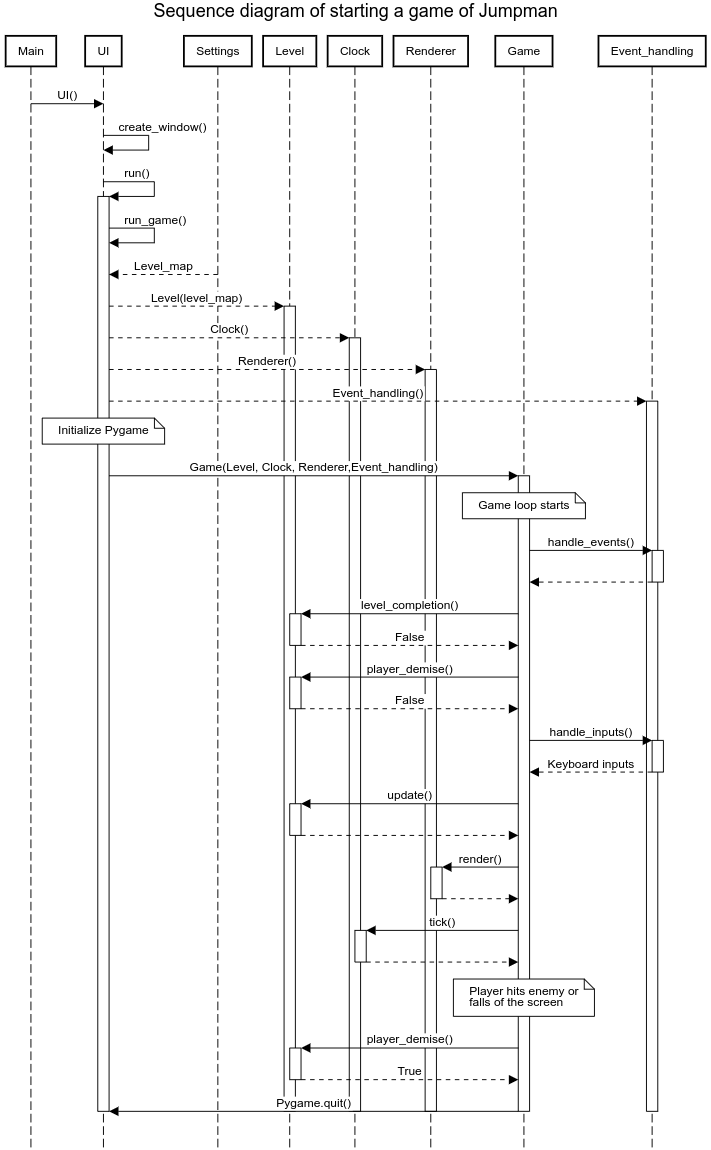 Sequence diagram of starting a game of Jumpman
Main
UI
Settings
Level
Clock
Renderer
Game
Event_handling
UI()
create_window()
run()
run_game()
Level_map
Level(level_map)
Clock()
Renderer()
Event_handling()
Initialize Pygame
Game(Level, Clock, Renderer,Event_handling)
Game loop starts
handle_events()
level_completion()
False
player_demise()
False
handle_inputs()
Keyboard inputs
update()
render()
tick()
Player hits enemy or
falls of the screen
player_demise()
True
Pygame.quit()